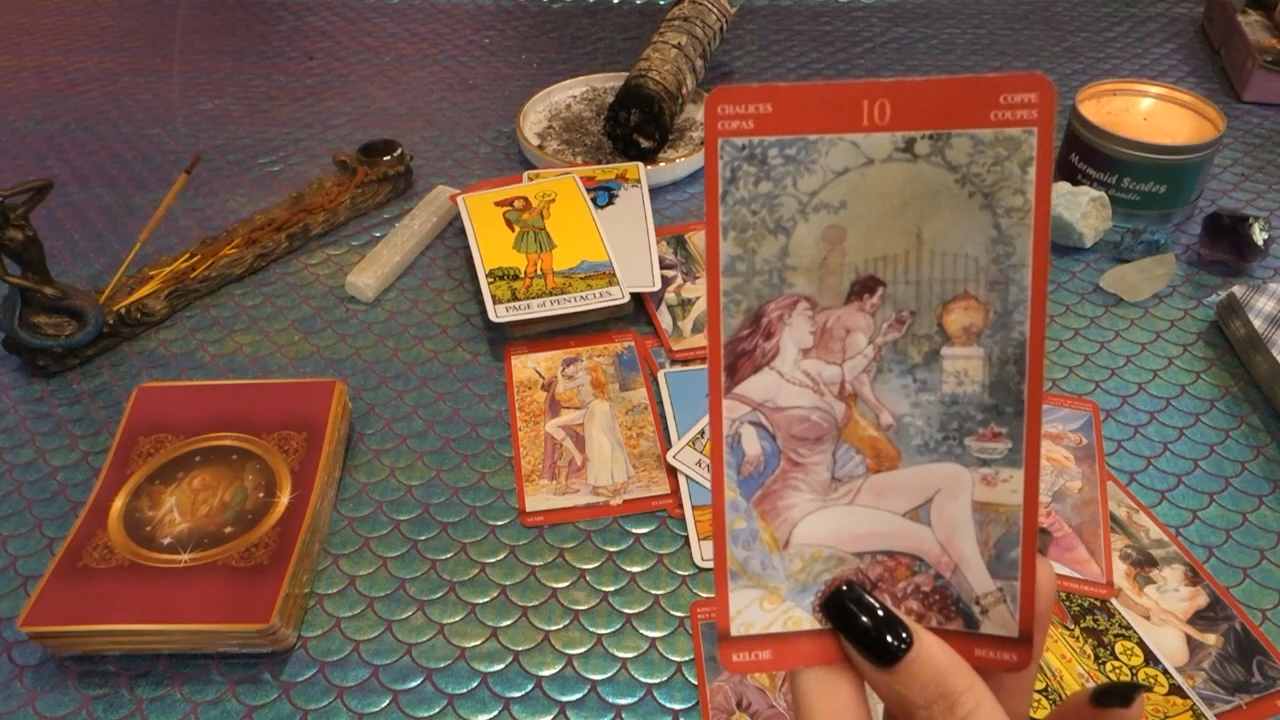 CHALICES
COPAS
10
COPPE
COUPES
KELCHE
BEKERS
PAGE of PENTACLES.
Mermaid Scales